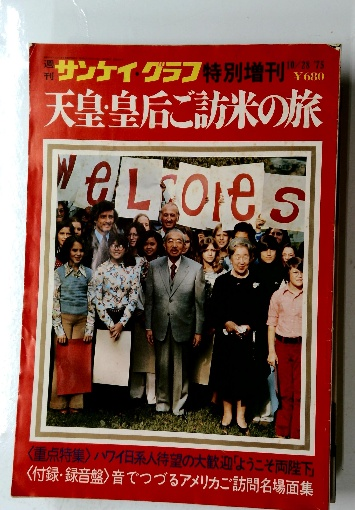 週刊 サンケイ・グラフ 特別増刊
¥680
天皇・皇后ご訪米の旅
Welcomes
〈重点特集〉ハワイ日系人待望の大歓迎「ようこそ両陛下」
〈付録・録音盤〉音でつづるアメリカご訪問名場面集